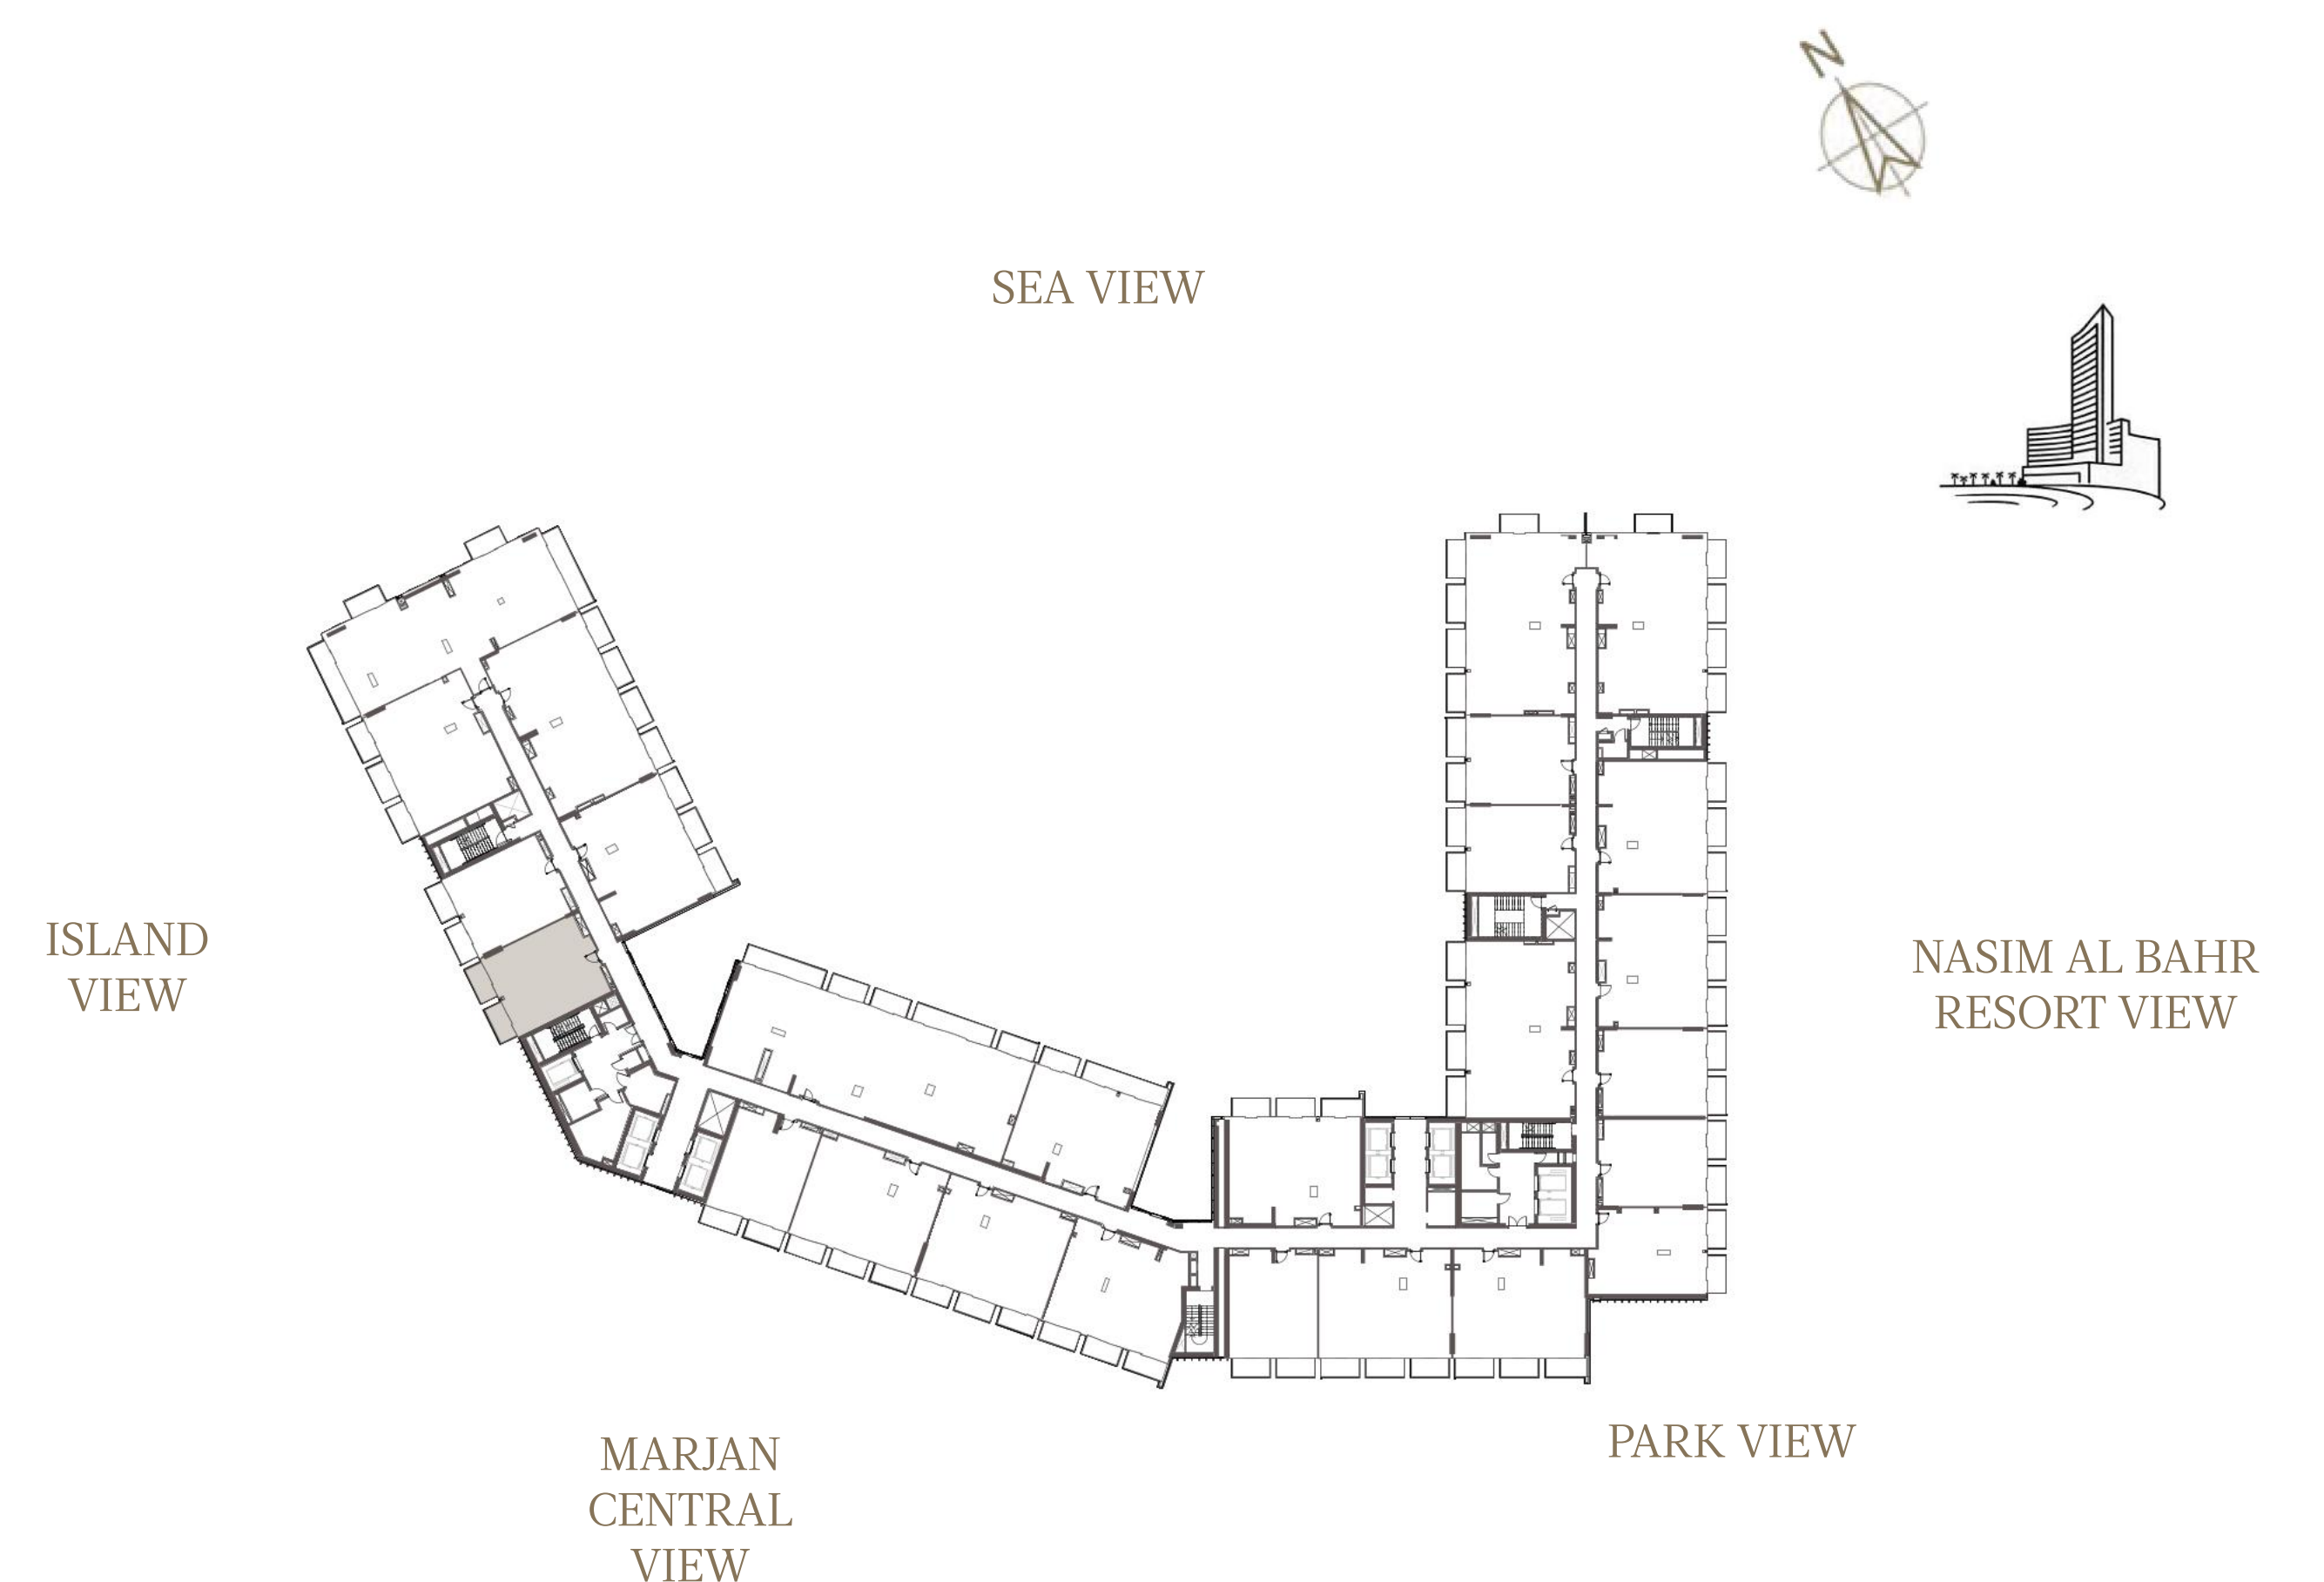 N
SEA VIEW
ISLAND
VIEW
NASIM AL BAHR
RESORT VIEW
MARJAN
CENTRAL
VIEW
PARK VIEW